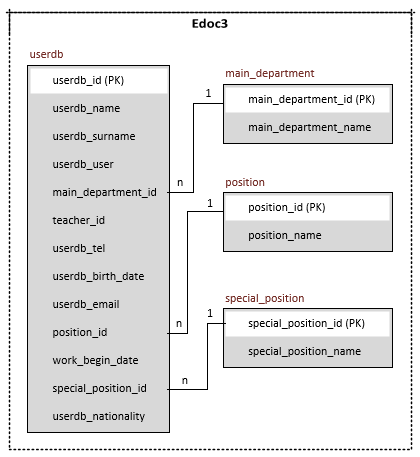 Edoc3
userdb
userdb_id (PK)
userdb_name
userdb_surname
userdb_user
main_department_id
teacher_id
userdb_tel
userdb_birth_date
userdb_email
position_id
work_begin_date
special_position_id
userdb_nationality
n
n
n
1
1
1
main_department
main_department_id (PK)
main_department_name
position
position_id (PK)
position_name
special_position
special_position_id (PK)
special_position_name